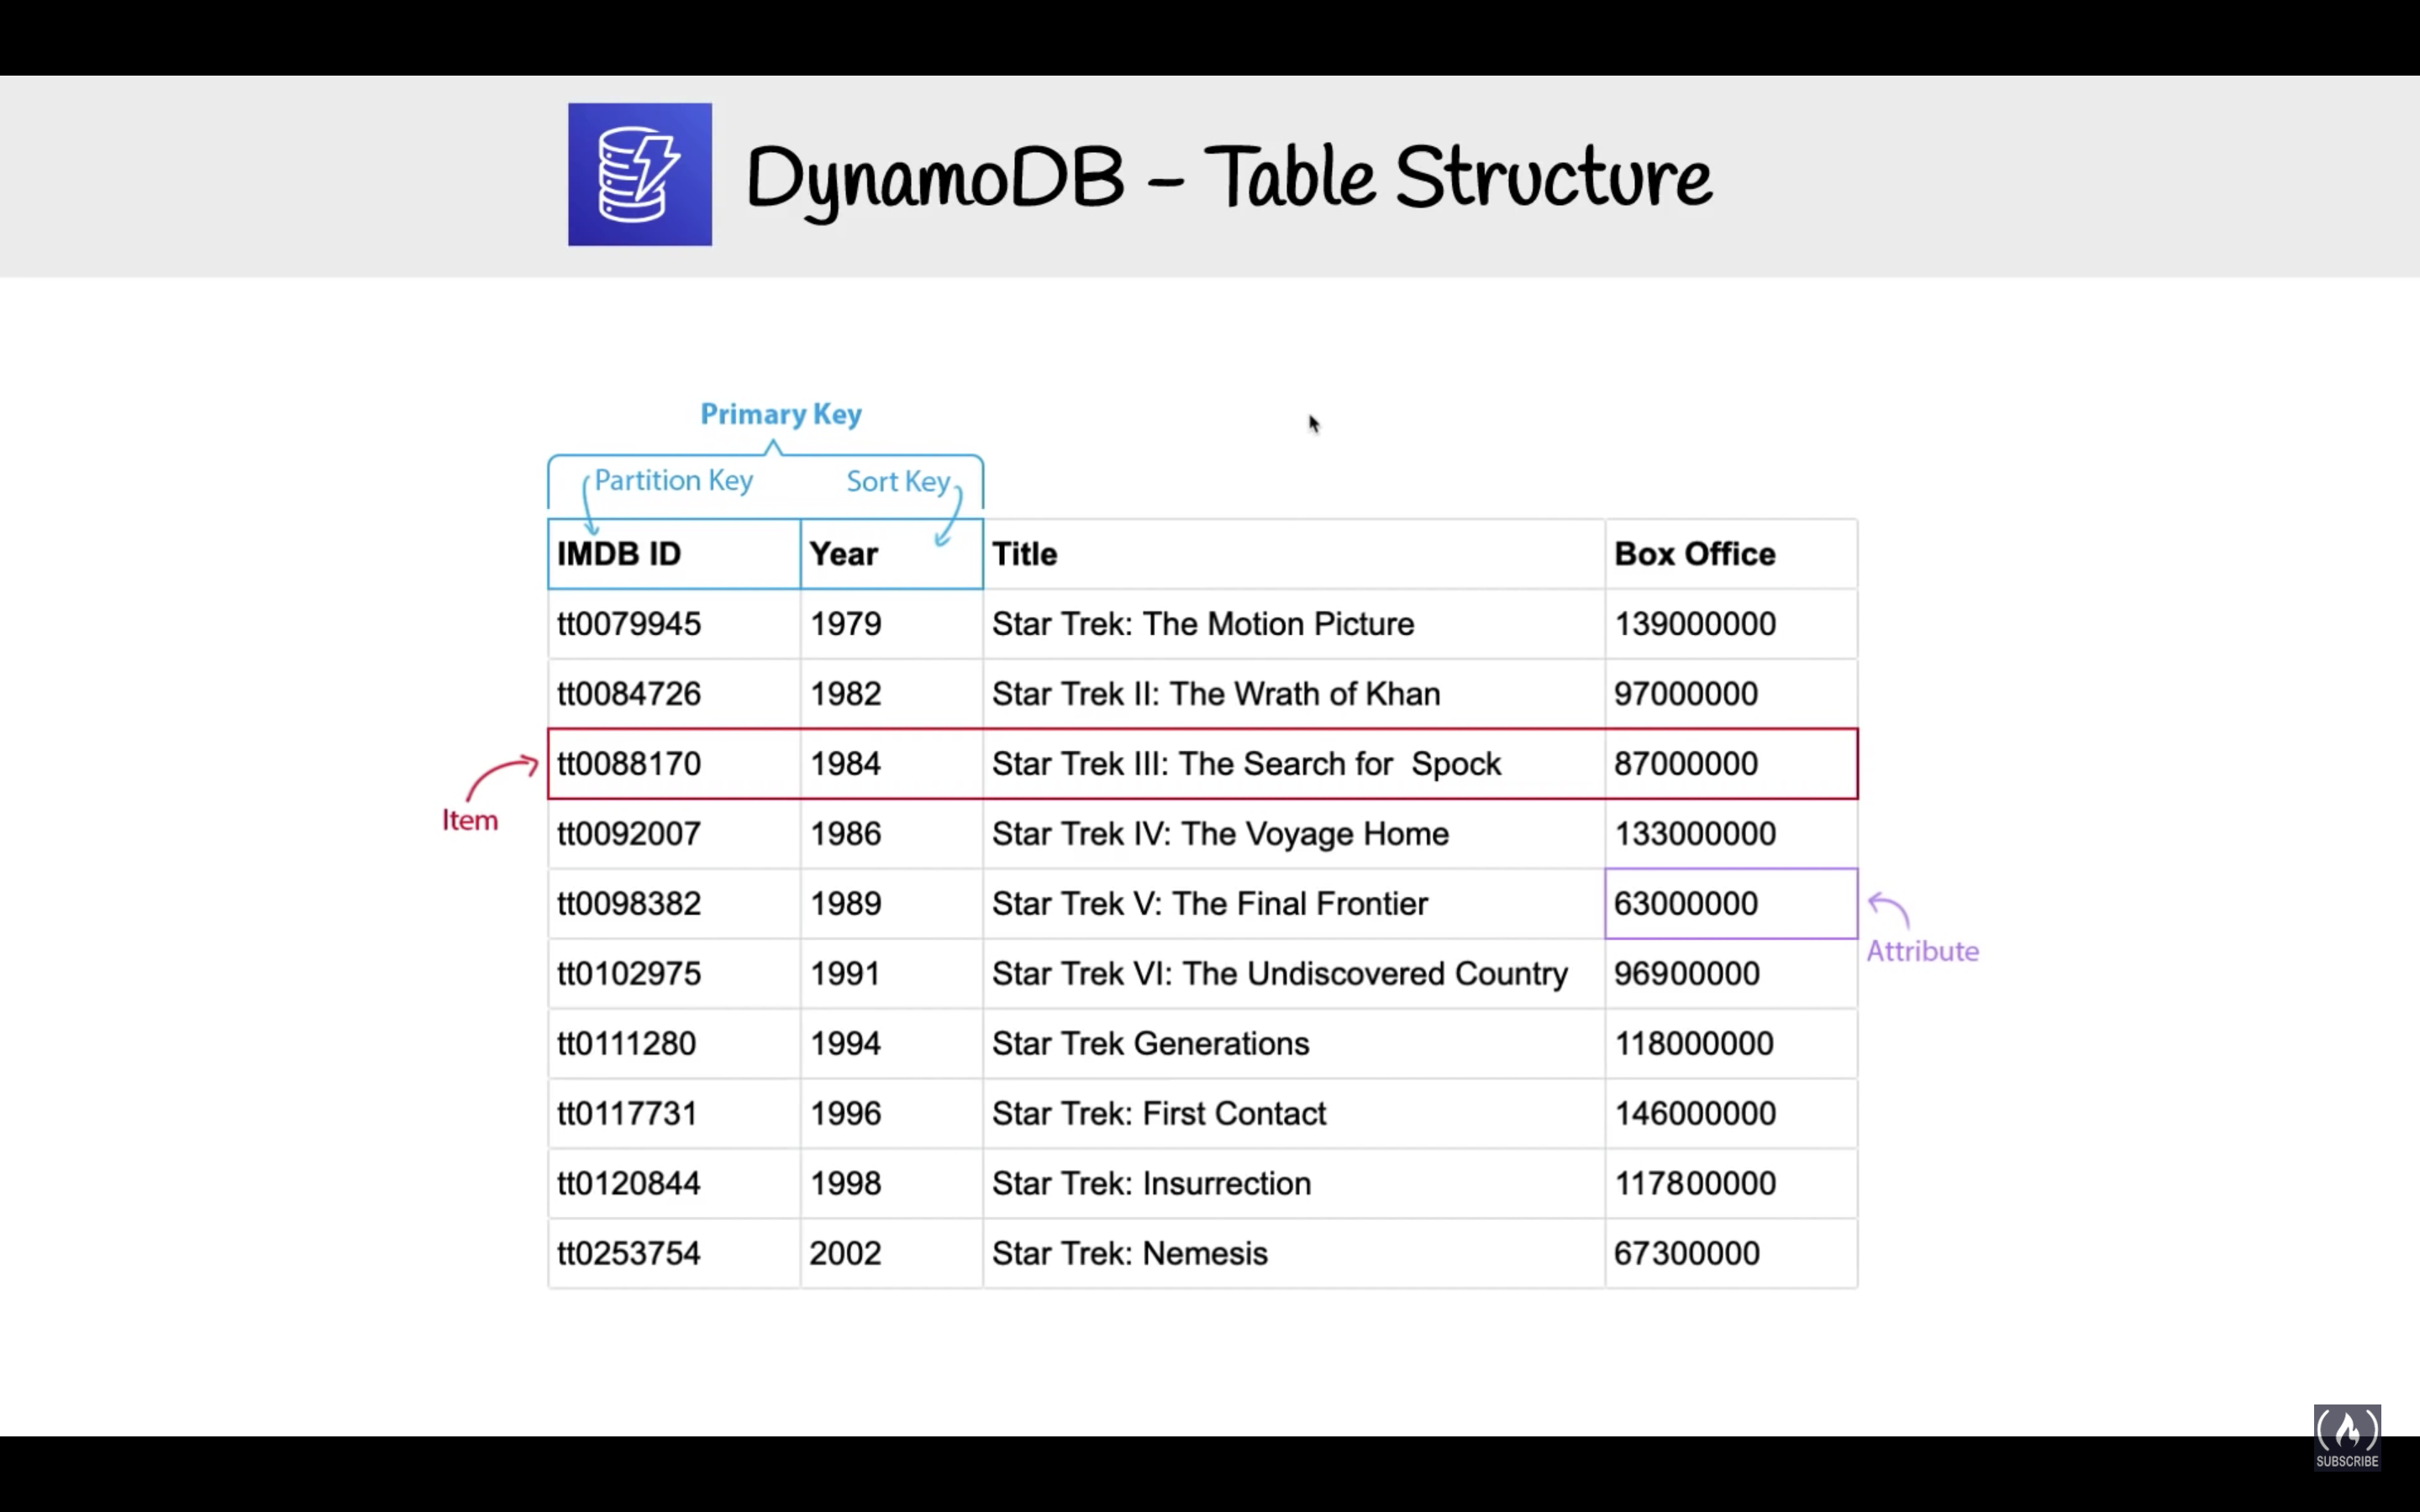 DynamoDB – Table Structure
Primary Key
Partition Key Sort Key
IMDB ID Year Title Box Office
tt0079945 1979 Star Trek: The Motion Picture 139000000
tt0084726 1982 Star Trek II: The Wrath of Khan 97000000
tt0088170 1984 Star Trek III: The Search for  Spock 87000000
Item
tt0092007 1986 Star Trek IV: The Voyage Home 133000000
tt0098382 1989 Star Trek V: The Final Frontier 63000000
Attribute
tt0102975 1991 Star Trek VI: The Undiscovered Country 96900000
tt0111280 1994 Star Trek Generations 118000000
tt0117731 1996 Star Trek: First Contact 146000000
tt0120844 1998 Star Trek: Insurrection 117800000
tt0253754 2002 Star Trek: Nemesis 67300000
SUBSCRIBE